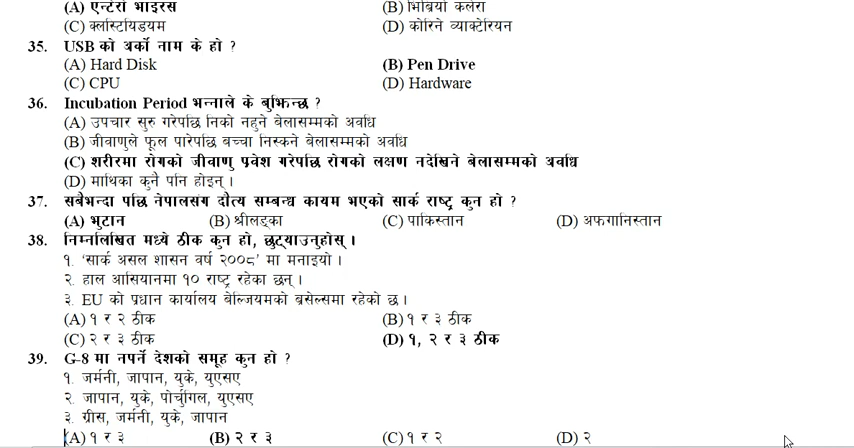 (A) एन्टेरो भाइरस (B) भिब्रियो कलेरा
(C) क्लोस्टि्यडियम (D) कोरिने व्याक्टेरियन
35. USB को अर्को नाम के हो ?
(A) Hard Disk (B) Pen Drive
(C) CPU (D) Hardware
36. Incubation Period भन्नाले के बुझिन्छ ?
(A) उपचार सुरु गरेपछि निको नहुने बेलासम्मको अवधि
(B) जीवाणुले फूल पारेपछि बच्चा निस्कने बेलासम्मको अवधि
(C) शरीरमा रोगको जीवाणु प्रवेश गरेपछि रोगको लक्षण नदेखिने बेलासम्मको अवधि
(D) माथिका कुनै पनि होइन् ।
37. सबैभन्दा पछि नेपालसंग दौत्य सम्बन्ध कायम भएको सार्क राष्ट्र कुन हो ?
(A) भुटान (B) श्रीलङ्का (C) पाकिस्तान (D) अफगानिस्तान
38. निम्नलिखित मध्ये ठीक कुन हो, छुट्याउनुहोस् ।
१. ‘सार्क असल शासन वर्ष २००८’ मा मनाइयो ।
२. हाल आसियानमा १० राष्ट्र रहेका छन् ।
३. EU को प्रधान कार्यालय बेल्जियमको ब्रसेल्समा रहेको छ ।
(A) १ र २ ठीक (B) १ र ३ ठीक
(C) २ र ३ ठीक (D) १, २ र ३ ठीक
39. G-8 मा नपर्ने देशको समूह कुन हो ?
१. जर्मनी, जापान, युके, युएसए
२. जापान, युके, पोर्चुगिल, युएसए
३. ग्रीस, जर्मनी, युके, जापान
(A) १ र ३ (B) २ र ३ (C) १ र २ (D) २